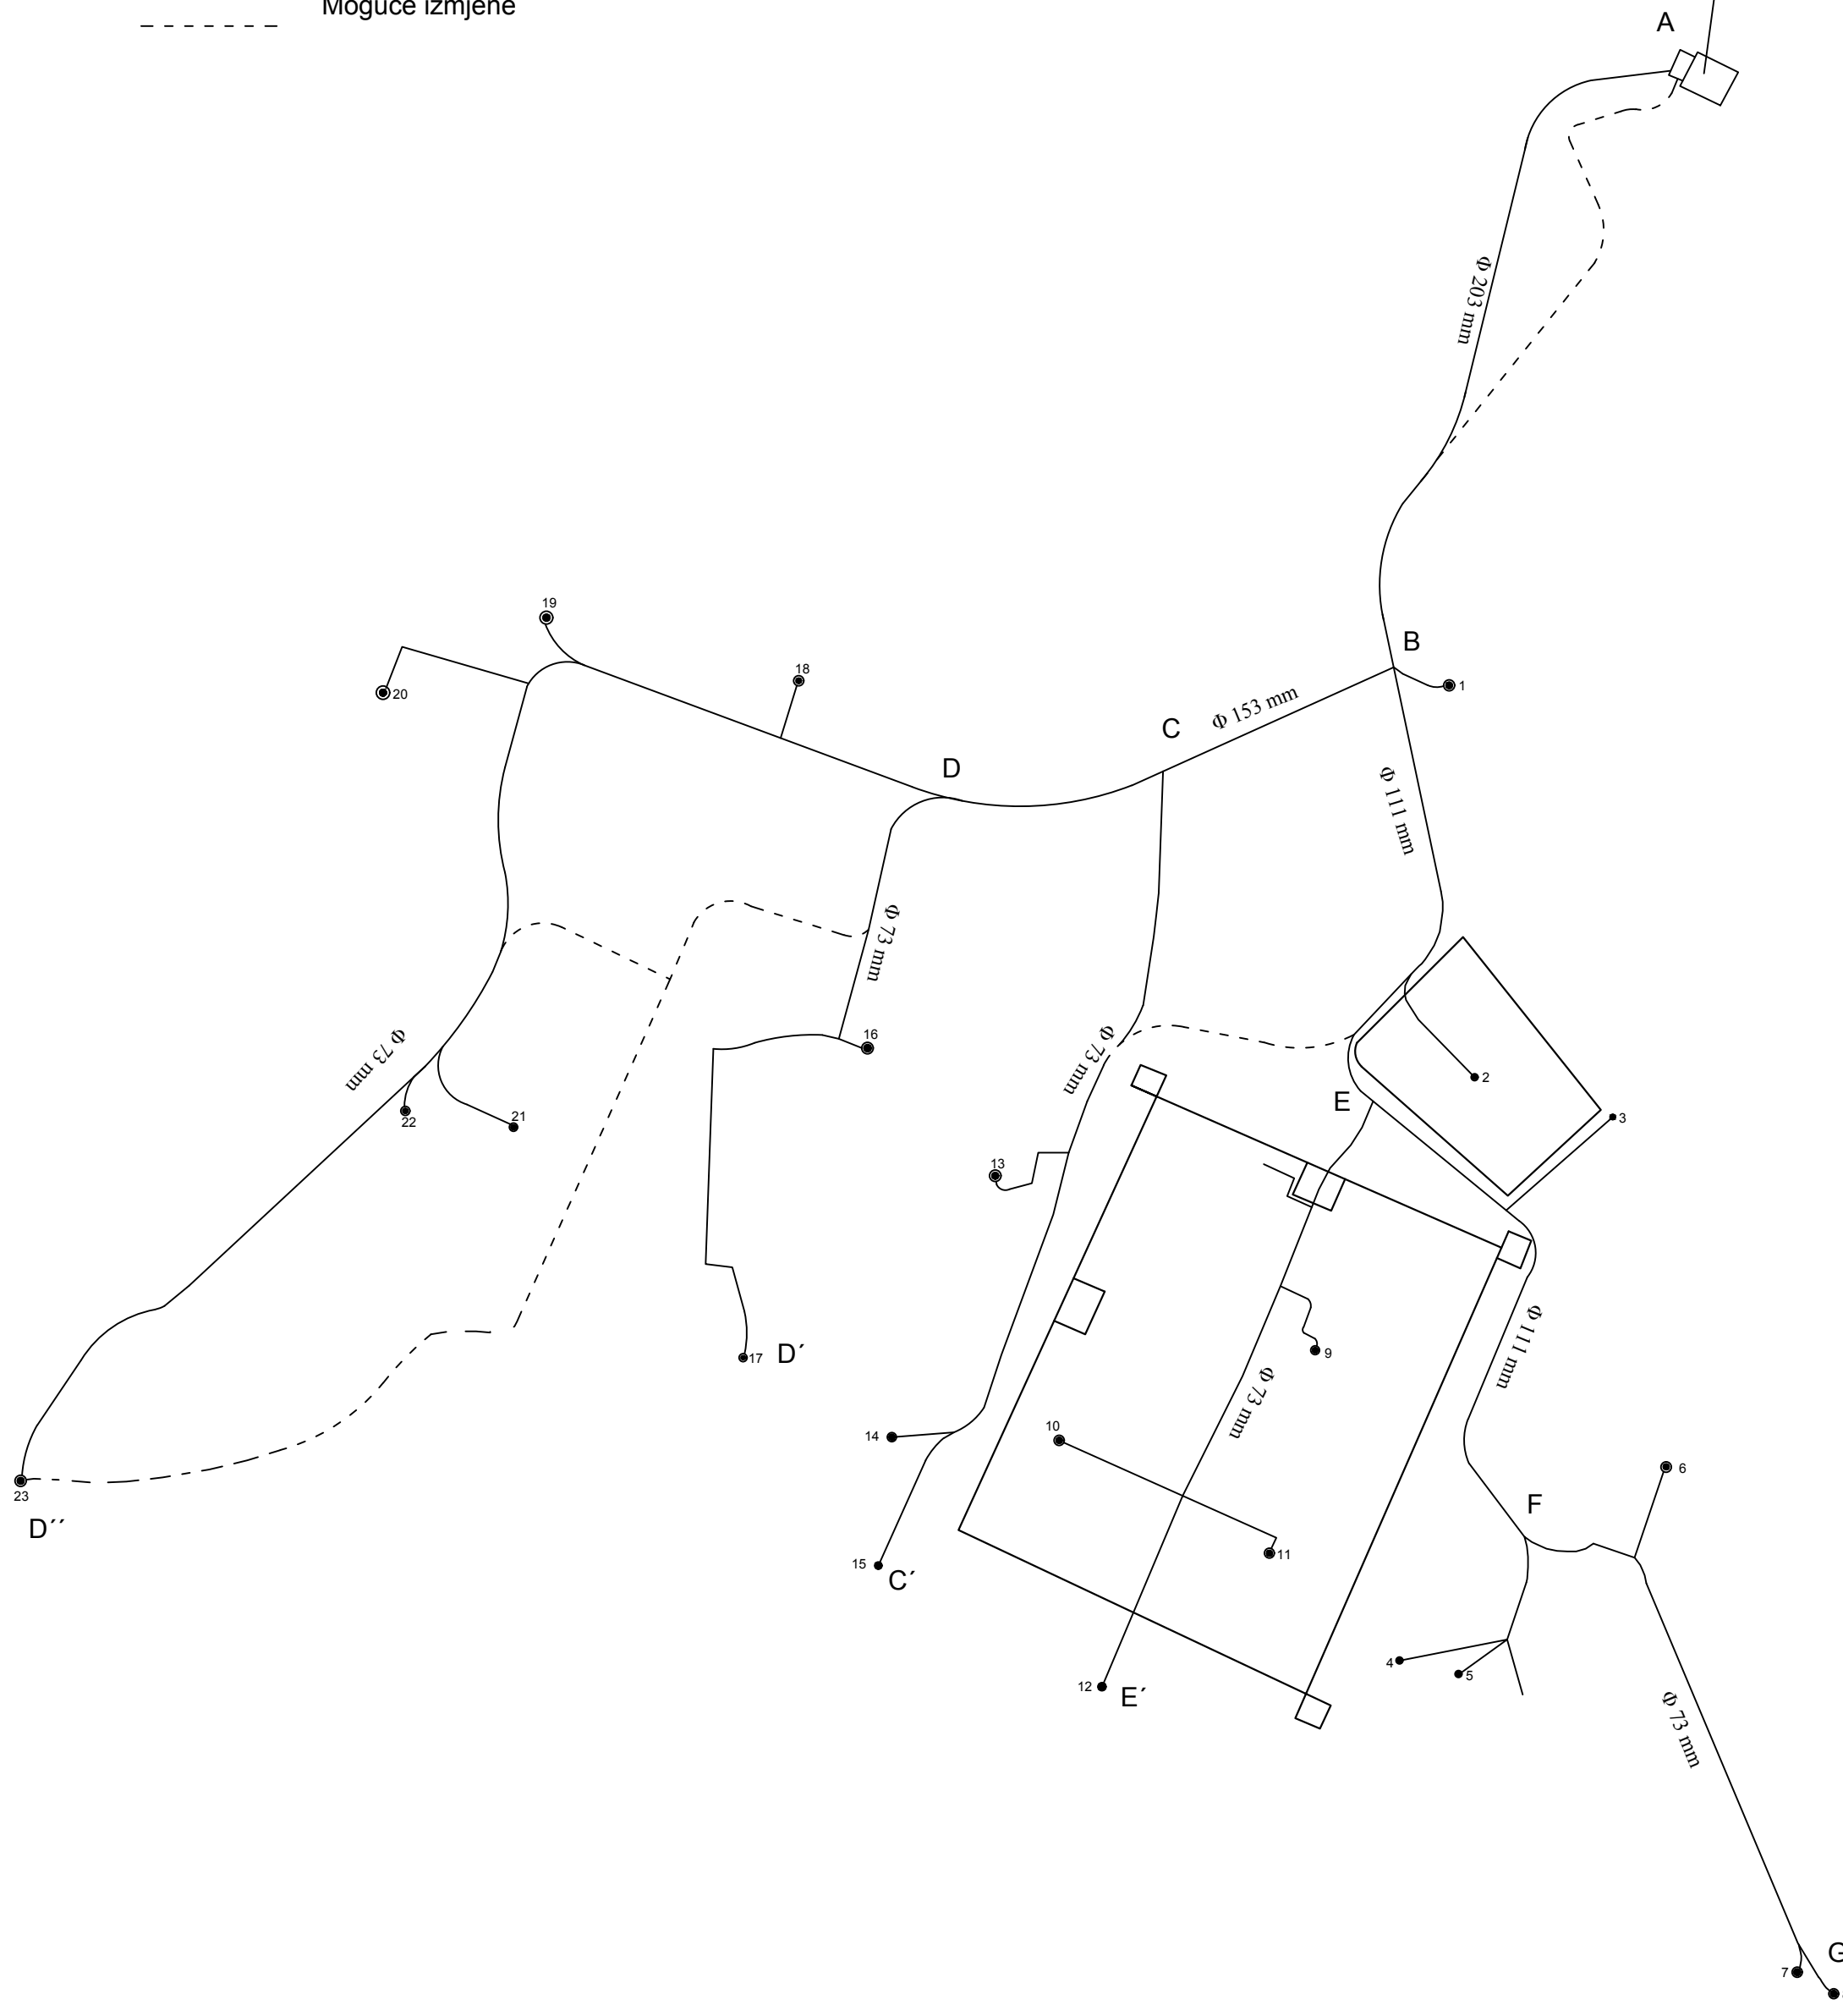 Moguće izmjene
A
Φ 203 mm
19
B
18
20
1
C
Φ 153 mm
D
Φ 111 mm
Φ 73 mm
16
Φ 73 mm
Φ 73 mm
2
E
22
21
3
13
Φ 111 mm
17
D´
9
Φ 73 mm
10
14
6
23
F
D´´
11
15
C´
4
5
12
E´
Φ 73 mm
G
7